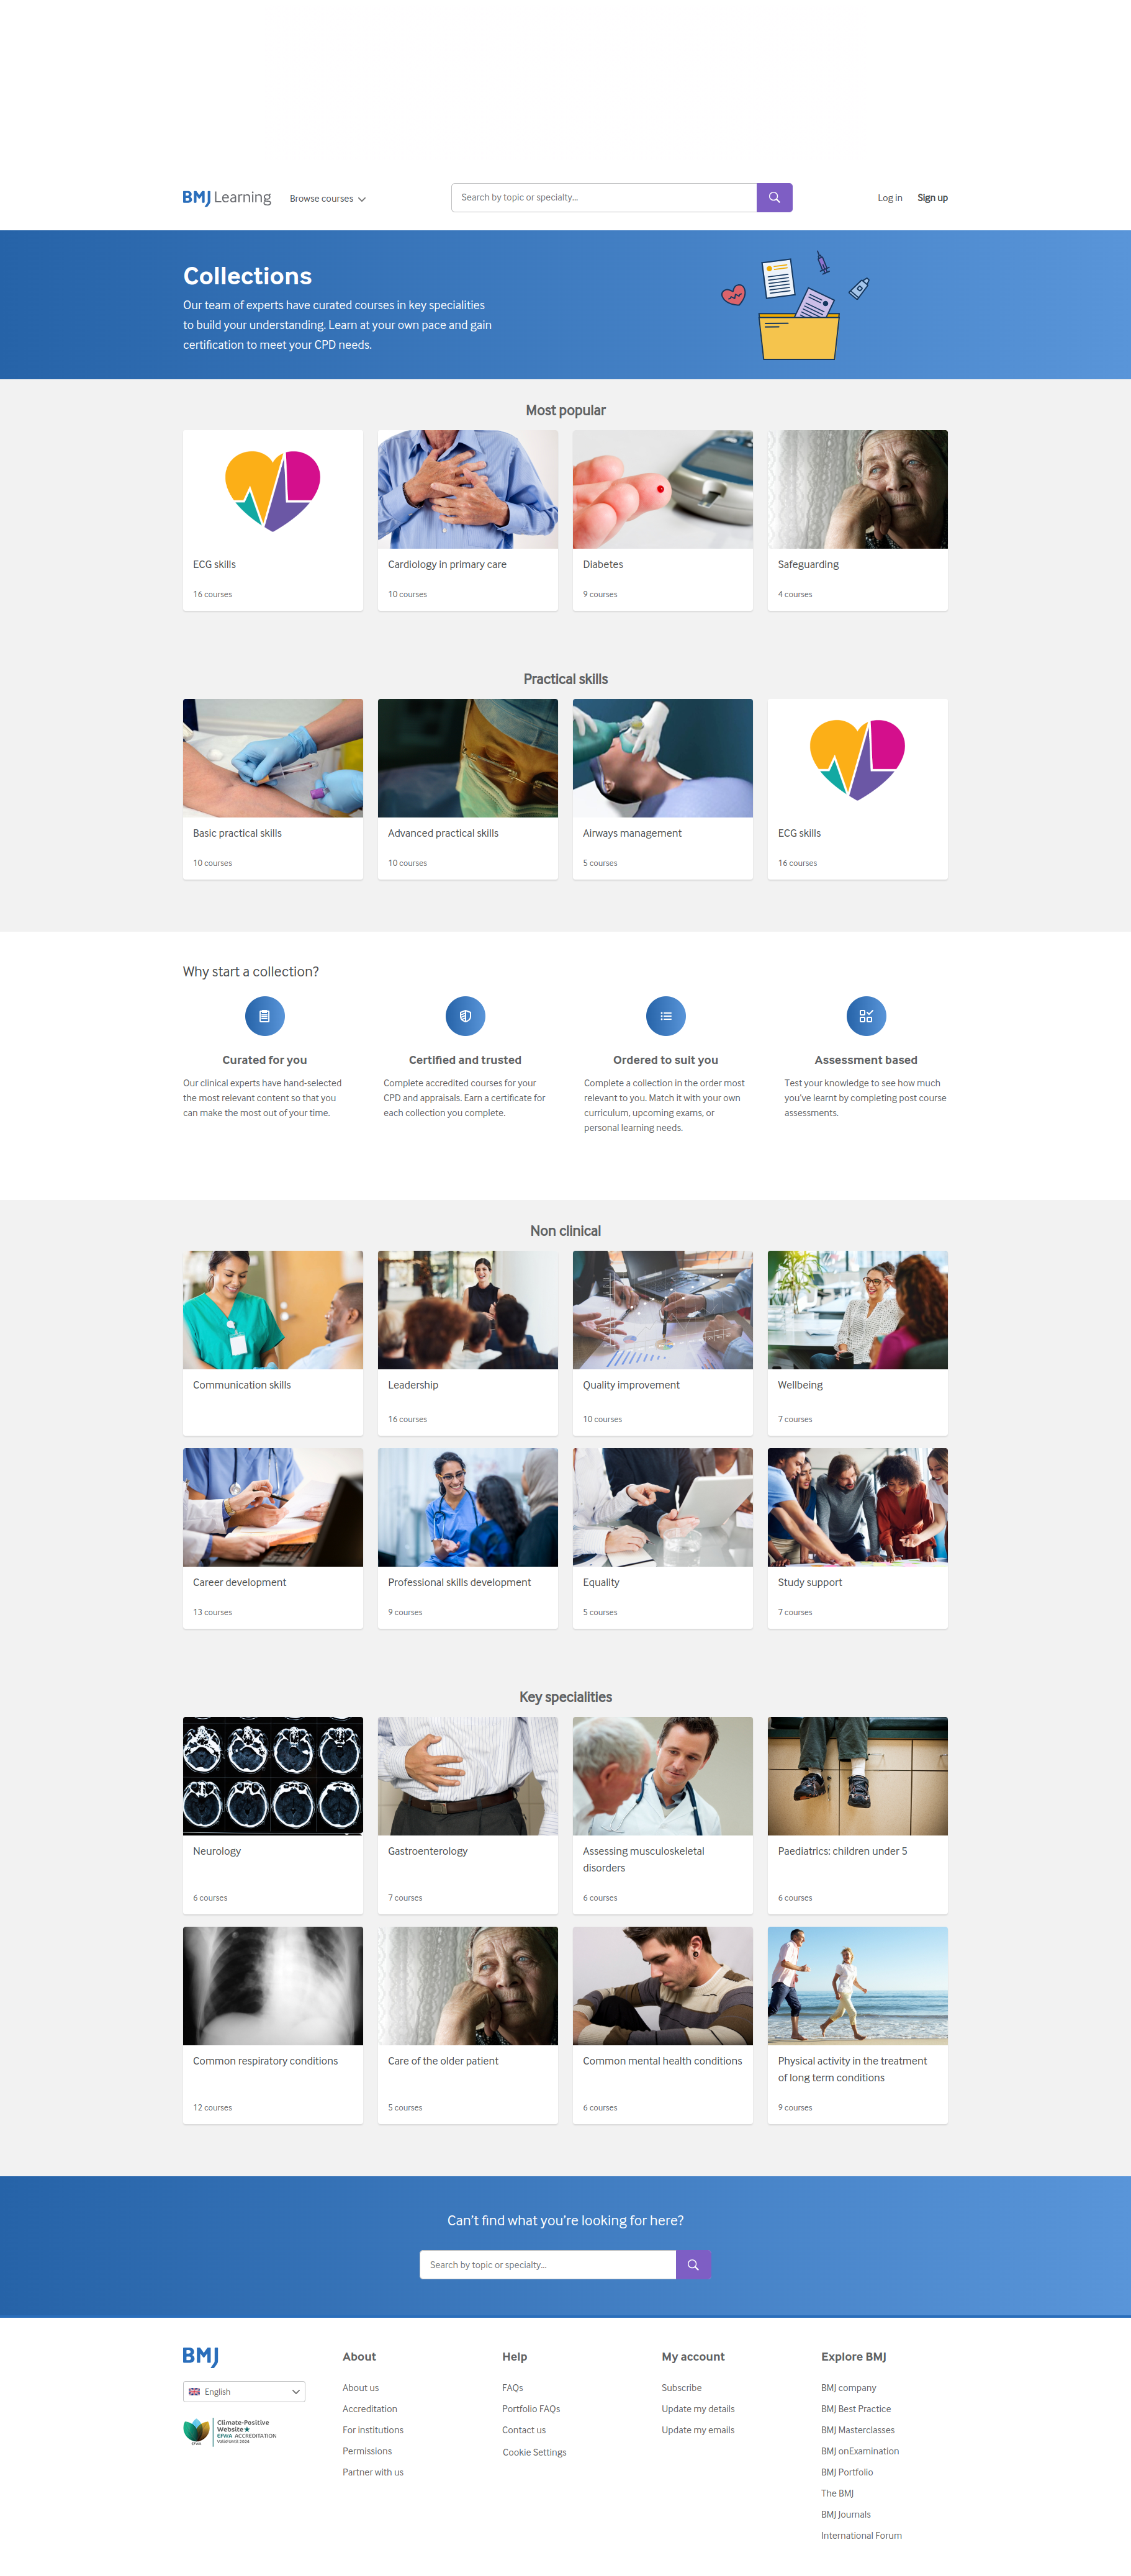 BMJ Learning
Browse courses
Search by topic or specialty...
Log in
Sign up
Collections
Our team of experts have curated courses in key specialities
to build your understanding. Learn at your own pace and gain
certification to meet your CPD needs.
Most popular
ECG skills
16 courses
Cardiology in primary care
10 courses
Diabetes
9 courses
Safeguarding
4 courses
Practical skills
Basic practical skills
10 courses
Advanced practical skills
10 courses
Airways management
5 courses
ECG skills
16 courses
Why start a collection?
Curated for you
Our clinical experts have hand-selected
the most relevant content so that you
can make the most out of your time.
Certified and trusted
Complete accredited courses for your
CPD and appraisals. Earn a certificate for
each collection you complete.
Ordered to suit you
Complete a collection in the order most
relevant to you. Match it with your own
curriculum, upcoming exams, or
personal learning needs.
Assessment based
Test your knowledge to see how much
you've learnt by completing post course
assessments.
Non clinical
Communication skills
Leadership
16 courses
Quality improvement
10 courses
Wellbeing
7 courses
Career development
13 courses
Professional skills development
9 courses
Equality
5 courses
Study support
7 courses
Key specialities
Neurology
6 courses
Gastroenterology
7 courses
Assessing musculoskeletal
disorders
6 courses
Paediatrics: children under 5
6 courses
Common respiratory conditions
12 courses
Care of the older patient
5 courses
Common mental health conditions
6 courses
Physical activity in the treatment
of long term conditions
9 courses
Can't find what you're looking for here?
Search by topic or specialty...
BMJ
English
Climate-Positive
Website★
EFWA ACCREDITATION
Valid until 2024
EFWA
About
About us
Accreditation
For institutions
Permissions
Partner with us
Help
FAQs
Portfolio FAQs
Contact us
Cookie Settings
My account
Subscribe
Update my details
Update my emails
Explore BMJ
BMJ company
BMJ Best Practice
BMJ Masterclasses
BMJ onExamination
BMJ Portfolio
The BMJ
BMJ Journals
International Forum